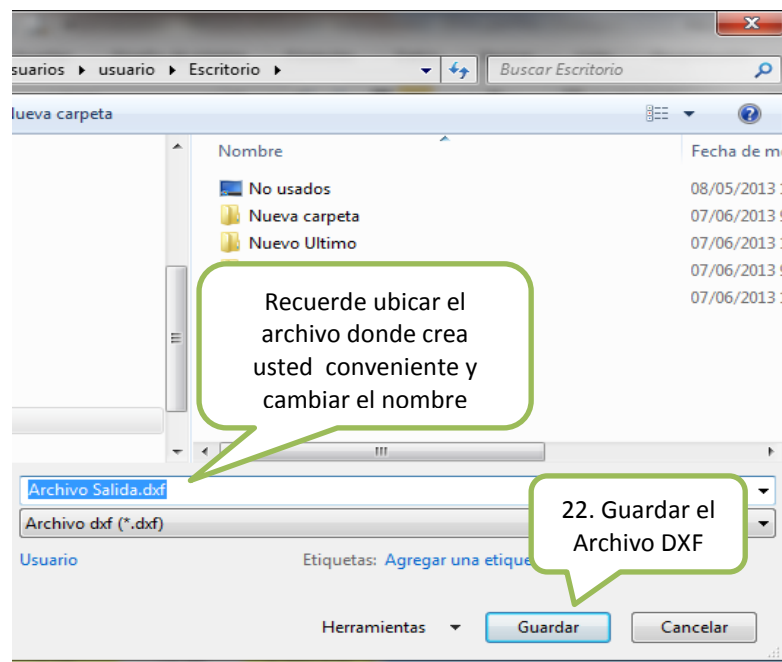 suarios ▸ usuario ▸ Escritorio ▸
Buscar Escritorio
lueva carpeta
Nombre
Fecha de m
No usados
08/05/2013
Nueva carpeta
07/06/2013 9
Nuevo Ultimo
07/06/2013
07/06/2013 9
07/06/2013
Recuerde ubicar el
archivo donde crea
usted conveniente y
cambiar el nombre
Archivo Salida.dxf
Archivo dxf (*.dxf)
22. Guardar el
Archivo DXF
Usuario
Etiquetas: Agregar una etique
Herramientas
Guardar
Cancelar